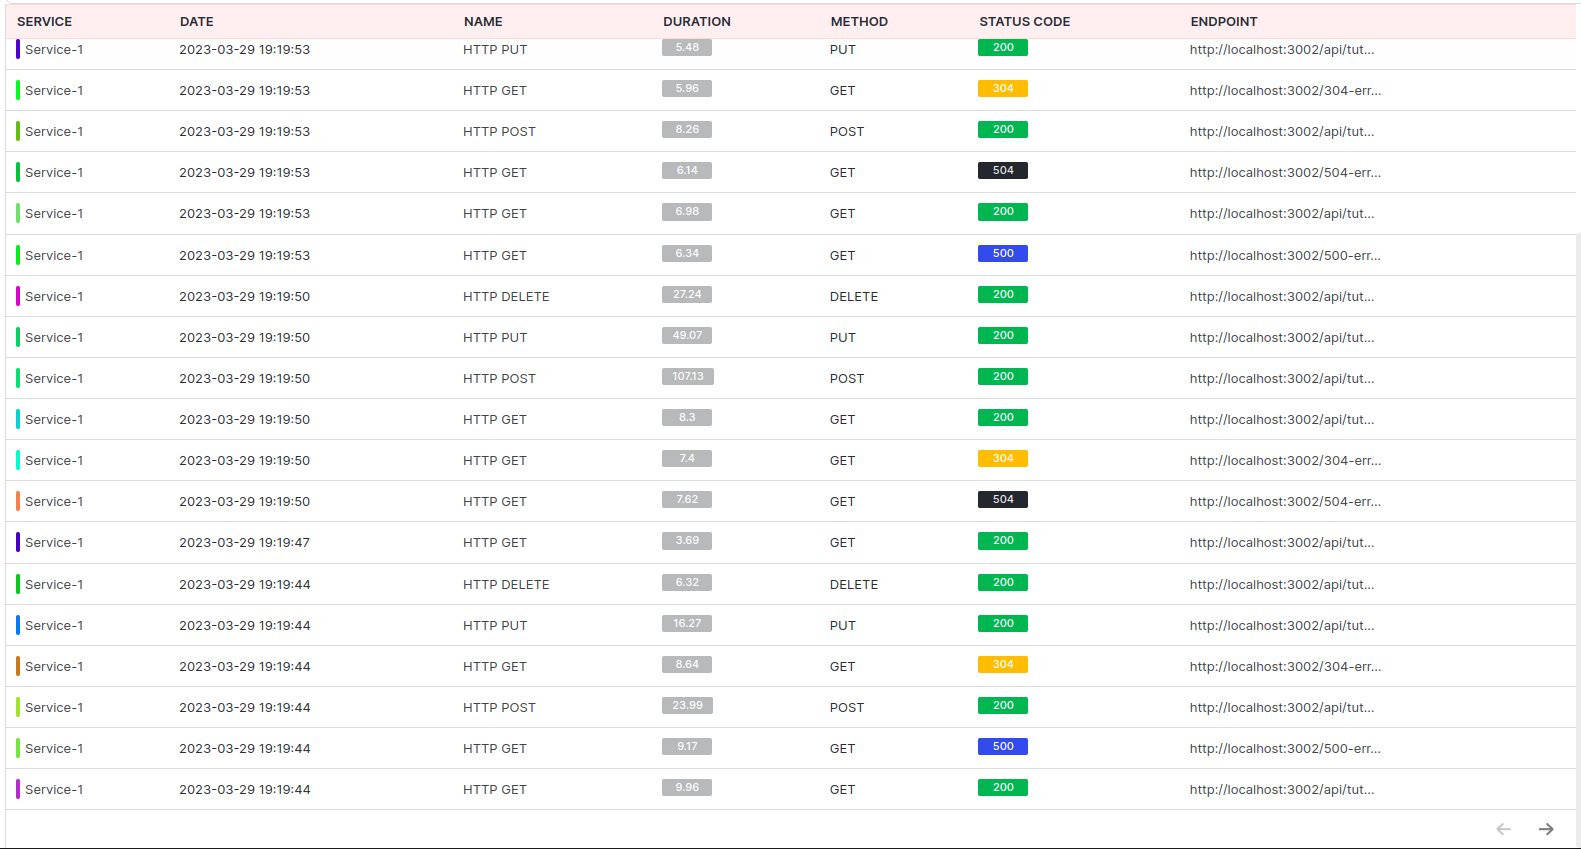 SERVICE DATE NAME DURATION METHOD STATUS CODE ENDPOINT
Service-1 2023-03-29 19:19:53 HTTP PUT 5.48 PUT 200 http://localhost:3002/api/tut...
Service-1 2023-03-29 19:19:53 HTTP GET 5.96 GET 304 http://localhost:3002/304-err...
Service-1 2023-03-29 19:19:53 HTTP POST 8.26 POST 200 http://localhost:3002/api/tut...
Service-1 2023-03-29 19:19:53 HTTP GET 6.14 GET 504 http://localhost:3002/504-err...
Service-1 2023-03-29 19:19:53 HTTP GET 6.98 GET 200 http://localhost:3002/api/tut...
Service-1 2023-03-29 19:19:53 HTTP GET 6.34 GET 500 http://localhost:3002/500-err...
Service-1 2023-03-29 19:19:50 HTTP DELETE 27.24 DELETE 200 http://localhost:3002/api/tut...
Service-1 2023-03-29 19:19:50 HTTP PUT 49.07 PUT 200 http://localhost:3002/api/tut...
Service-1 2023-03-29 19:19:50 HTTP POST 107.13 POST 200 http://localhost:3002/api/tut...
Service-1 2023-03-29 19:19:50 HTTP GET 8.3 GET 200 http://localhost:3002/api/tut...
Service-1 2023-03-29 19:19:50 HTTP GET 7.4 GET 304 http://localhost:3002/304-err...
Service-1 2023-03-29 19:19:50 HTTP GET 7.62 GET 504 http://localhost:3002/504-err...
Service-1 2023-03-29 19:19:47 HTTP GET 3.69 GET 200 http://localhost:3002/api/tut...
Service-1 2023-03-29 19:19:44 HTTP DELETE 6.32 DELETE 200 http://localhost:3002/api/tut...
Service-1 2023-03-29 19:19:44 HTTP PUT 16.27 PUT 200 http://localhost:3002/api/tut...
Service-1 2023-03-29 19:19:44 HTTP GET 8.64 GET 304 http://localhost:3002/304-err...
Service-1 2023-03-29 19:19:44 HTTP POST 23.99 POST 200 http://localhost:3002/api/tut...
Service-1 2023-03-29 19:19:44 HTTP GET 9.17 GET 500 http://localhost:3002/500-err...
Service-1 2023-03-29 19:19:44 HTTP GET 9.96 GET 200 http://localhost:3002/api/tut...